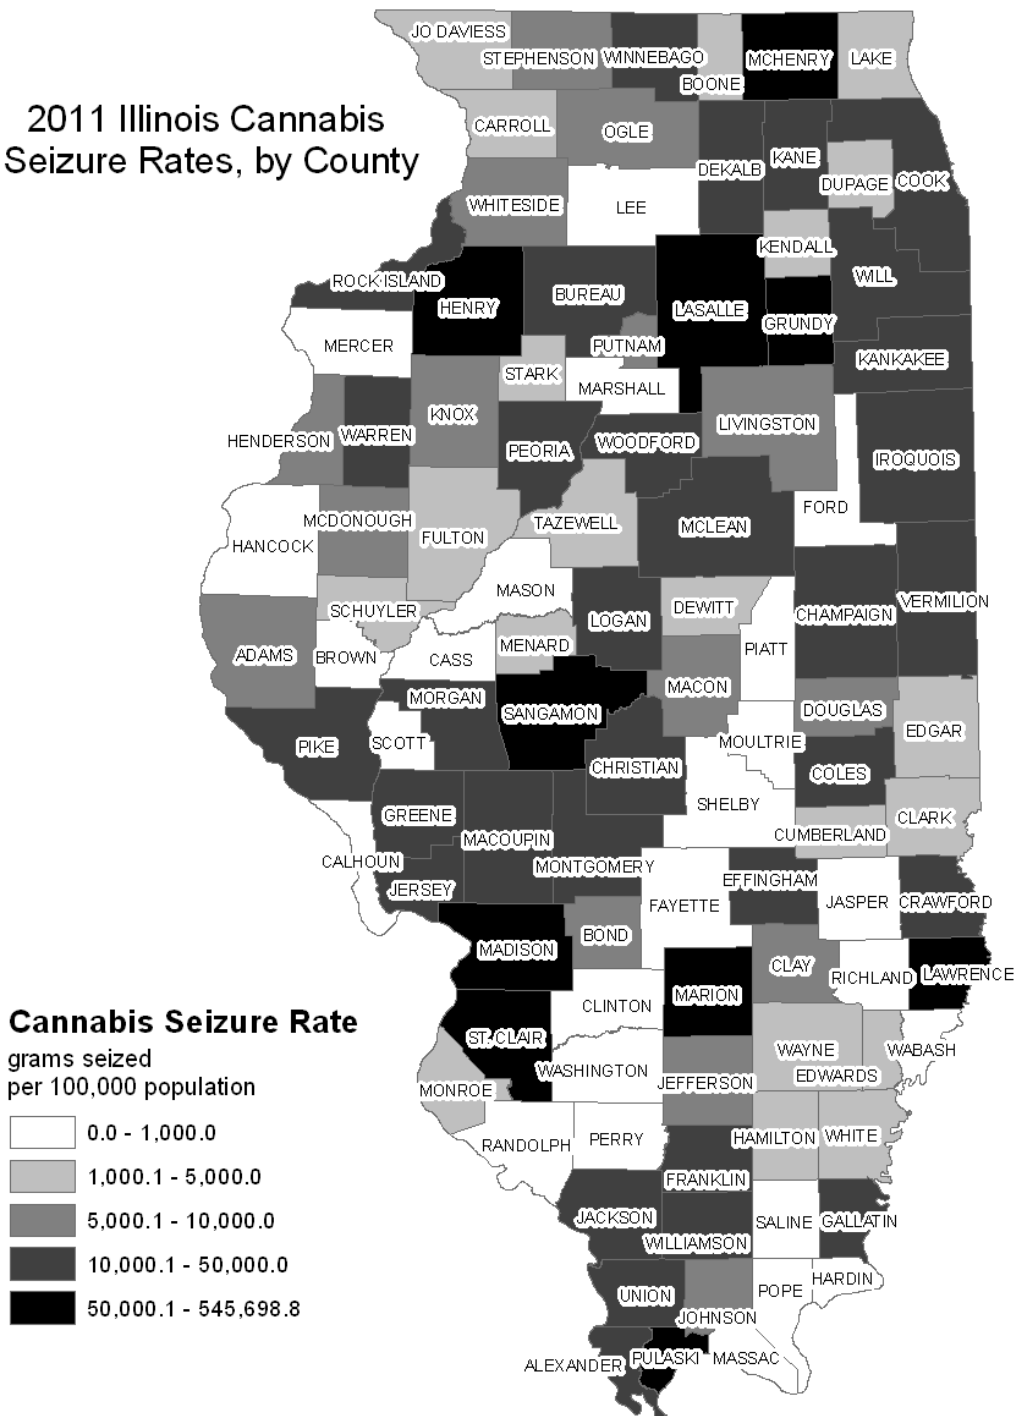 2011 Illinois Cannabis
Seizure Rates, by County
JO DAVIESS
STEPHENSON
WINNEBAGO
BOONE
MCHENRY
LAKE
CARROLL
OGLE
DEKALB
KANE
DUPAGE
COOK
WHITESIDE
LEE
KENDALL
ROCK ISLAND
HENRY
BUREAU
LASALLE
GRUNDY
WILL
MERCER
PUTNAM
KANKAKEE
STARK
MARSHALL
HENDERSON
WARREN
KNOX
PEORIA
WOODFORD
LIVINGSTON
IROQUOIS
FORD
HANCOCK
MCDONOUGH
FULTON
TAZEWELL
MCLEAN
MASON
SCHUYLER
LOGAN
DEWITT
CHAMPAIGN
VERMILION
ADAMS
BROWN
CASS
MENARD
PIATT
MACON
MORGAN
SANGAMON
DOUGLAS
EDGAR
PIKE
SCOTT
CHRISTIAN
MOULTRIE
COLES
SHELBY
GREENE
MACOUPIN
CUMBERLAND
CLARK
CALHOUN
JERSEY
MONTGOMERY
EFFINGHAM
FAYETTE
JASPER
CRAWFORD
MADISON
BOND
CLAY
RICHLAND
LAWRENCE
MARION
CLINTON
ST. CLAIR
WASHINGTON
WAYNE
WABASH
EDWARDS
JEFFERSON
MONROE
RANDOLPH
PERRY
HAMILTON
WHITE
FRANKLIN
JACKSON
WILLIAMSON
SALINE
GALLATIN
UNION
JOHNSON
POPE
HARDIN
ALEXANDER
PULASKI
MASSAC
Cannabis Seizure Rate
grams seized
per 100,000 population
0.0 - 1,000.0
1,000.1 - 5,000.0
5,000.1 - 10,000.0
10,000.1 - 50,000.0
50,000.1 - 545,698.8